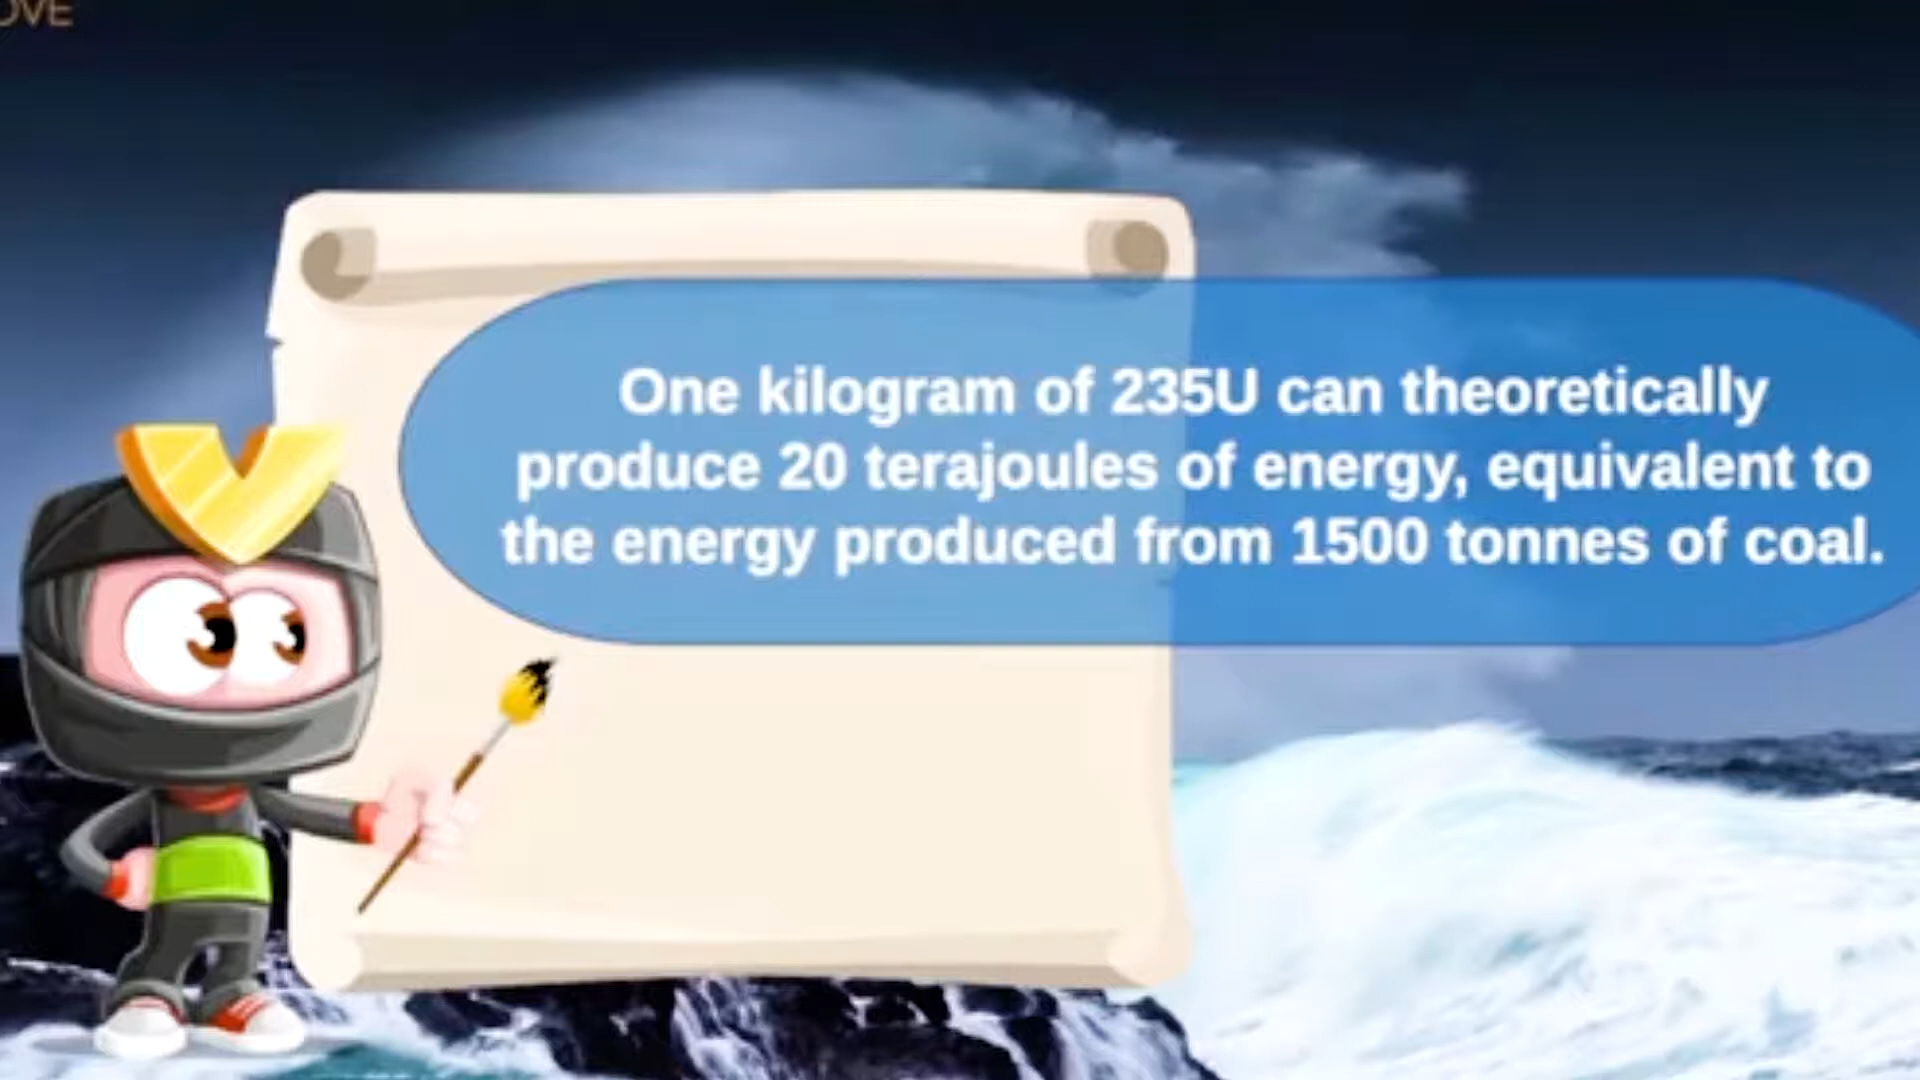 One kilogram of 235U can theoretically
produce 20 terajoules of energy, equivalent to
the energy produced from 1500 tonnes of coal.